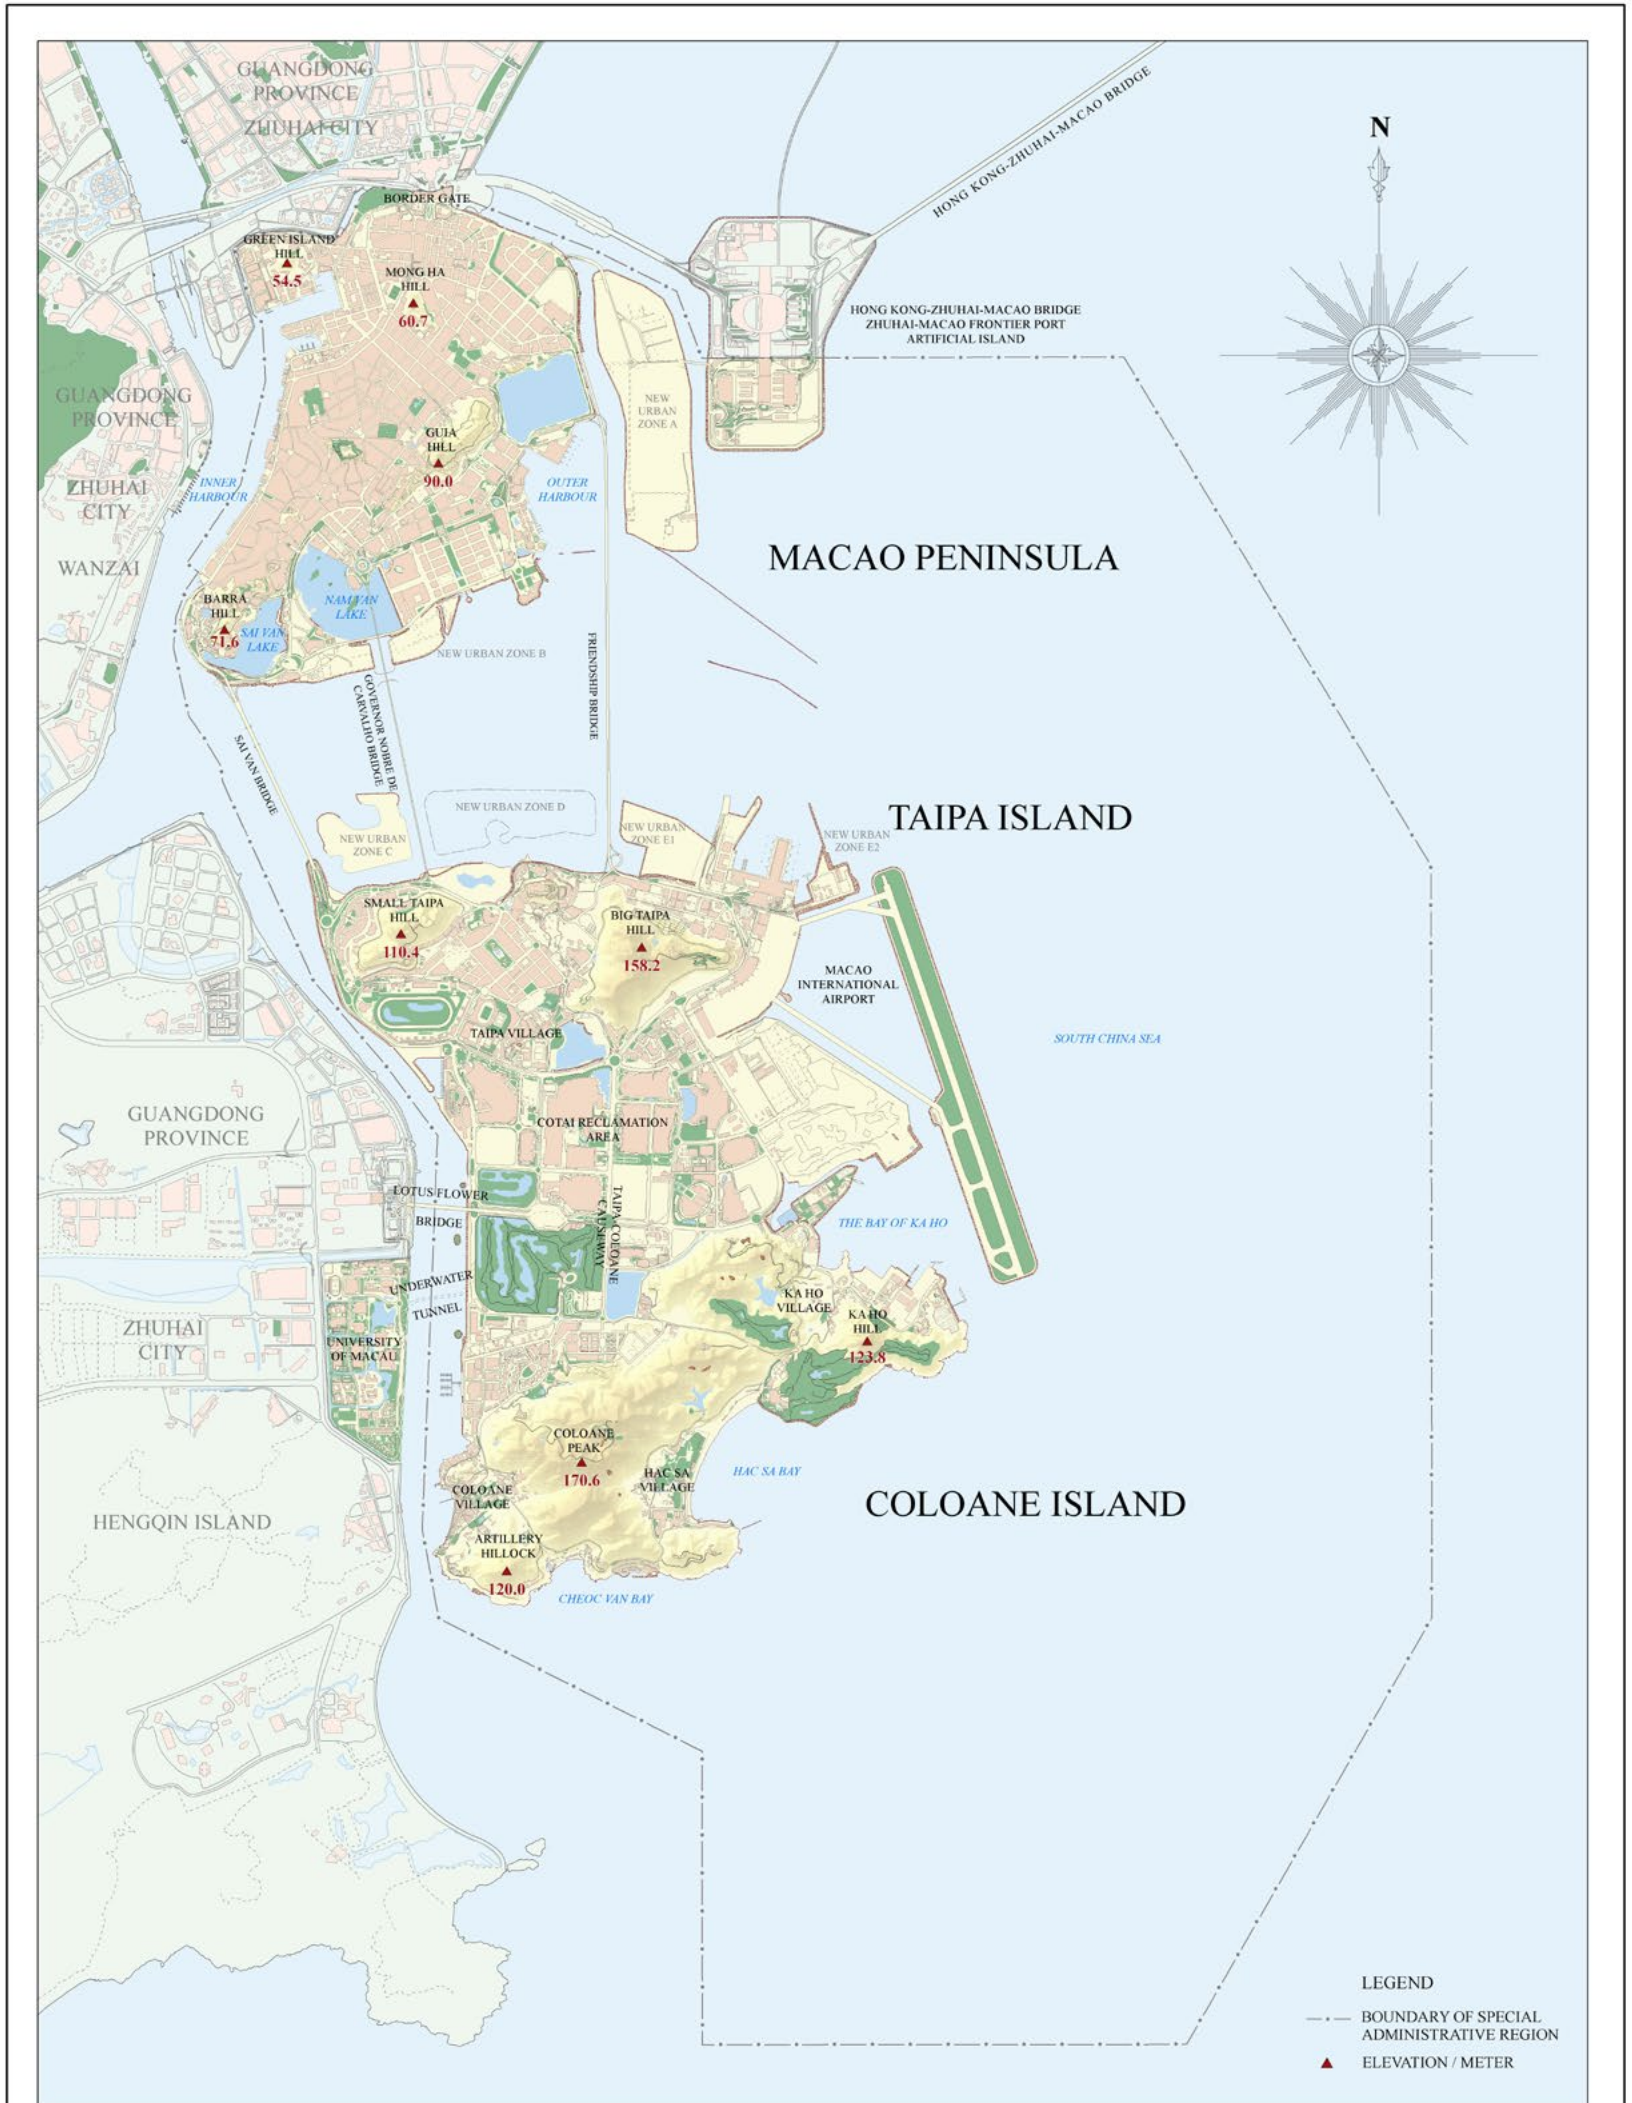 GUANGDONG
PROVINCE
ZHUHAI CITY
HONG KONG-ZHUHAI-MACAO BRIDGE
N
BORDER GATE
GREEN ISLAND
HILL
54.5
MONG HA
HILL
60.7
HONG KONG-ZHUHAI-MACAO BRIDGE
ZHUHAI-MACAO FRONTIER PORT
ARTIFICIAL ISLAND
GUANGDONG
PROVINCE
NEW
URBAN
ZONE A
GUIA
HILL
90.0
ZHUHAI
CITY
INNER
HARBOUR
OUTER
HARBOUR
WANZAI
MACAO PENINSULA
BARRA
HILL
71.6
NAM VAN
LAKE
SAI VAN
LAKE
NEW URBAN ZONE B
FRIENDSHIP BRIDGE
GOVERNOR NOBRE DE
CARVALHO BRIDGE
SAI VAN BRIDGE
NEW URBAN ZONE D
NEW URBAN
ZONE C
NEW URBAN
ZONE E1
NEW URBAN
ZONE E2
TAIPA ISLAND
SMALL TAIPA
HILL
110.4
BIG TAIPA
HILL
158.2
MACAO
INTERNATIONAL
AIRPORT
TAIPA VILLAGE
SOUTH CHINA SEA
GUANGDONG
PROVINCE
COTAI RECLAMATION
AREA
LOTUS FLOWER
BRIDGE
TAIPA-COLOANE
CAUSEWAY
THE BAY OF KA HO
UNDERWATER
TUNNEL
KA HO
VILLAGE
KA HO
HILL
123.8
ZHUHAI
CITY
UNIVERSITY
OF MACAU
COLOANE
PEAK
170.6
HAC SA
VILLAGE
HAC SA BAY
COLOANE
VILLAGE
COLOANE ISLAND
HENGQIN ISLAND
ARTILLERY
HILLOCK
120.0
CHEOC VAN BAY
LEGEND
BOUNDARY OF SPECIAL
ADMINISTRATIVE REGION
ELEVATION / METER